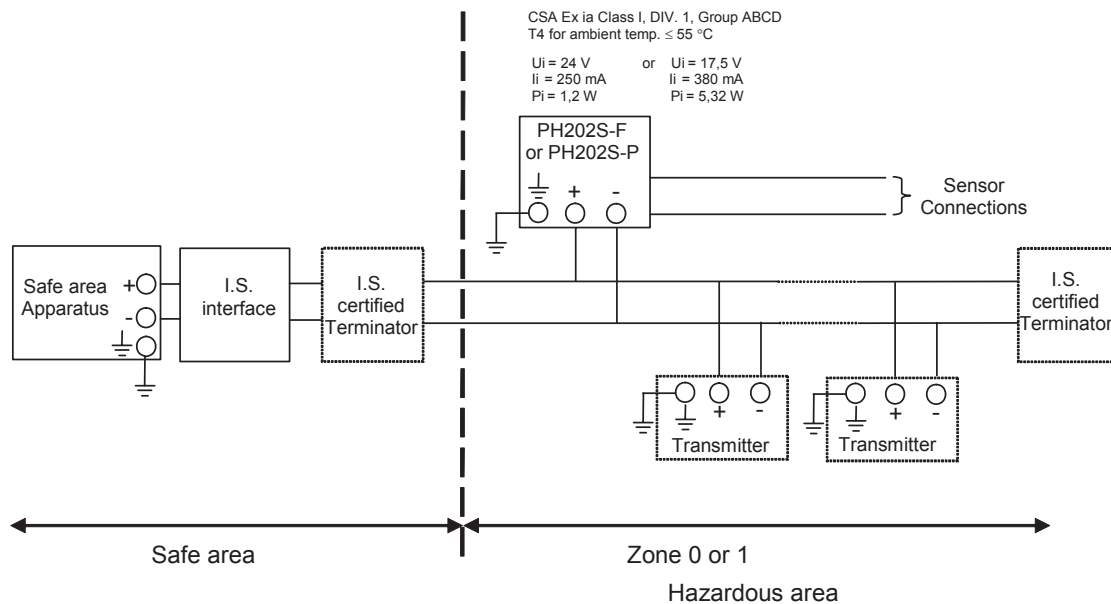 CSA Ex ia Class I, DIV. 1, Group ABCD
T4 for ambient temp. ≤ 55 °C
Ui = 24 V or Ui = 17,5 V
Ii = 250 mA Ii = 380 mA
Pi = 1,2 W Pi = 5,32 W
PH202S-F
or PH202S-P
+ -
Sensor
Connections
Safe area
Apparatus
+
-
I.S.
interface
I.S.
certified
Terminator
I.S.
certified
Terminator
+ -
Transmitter
+ -
Transmitter
Safe area
Zone 0 or 1
Hazardous area